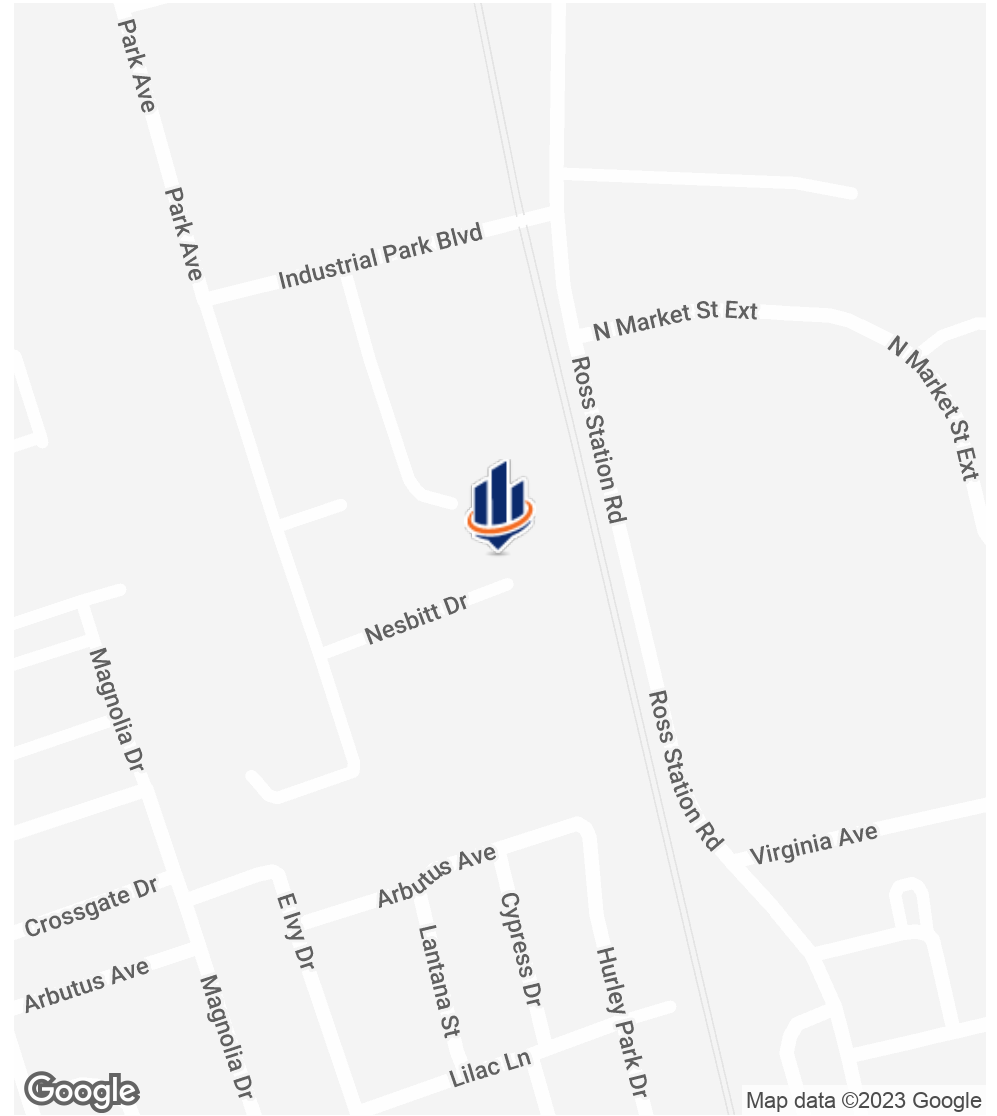 Park Ave
Park Ave
Industrial Park Blvd
N Market St Ext
N Market St Ext
Ross Station Rd
Nesbitt Dr
Magnolia Dr
Ross Station Rd
Virginia Ave
Arbutus Ave
Crossgate Dr
E Ivy Dr
Cypress Dr
Lantana St
Hurley Park Dr
Arbutus Ave
Magnolia Dr
Lilac Ln
Google
Map data ©2023 Google